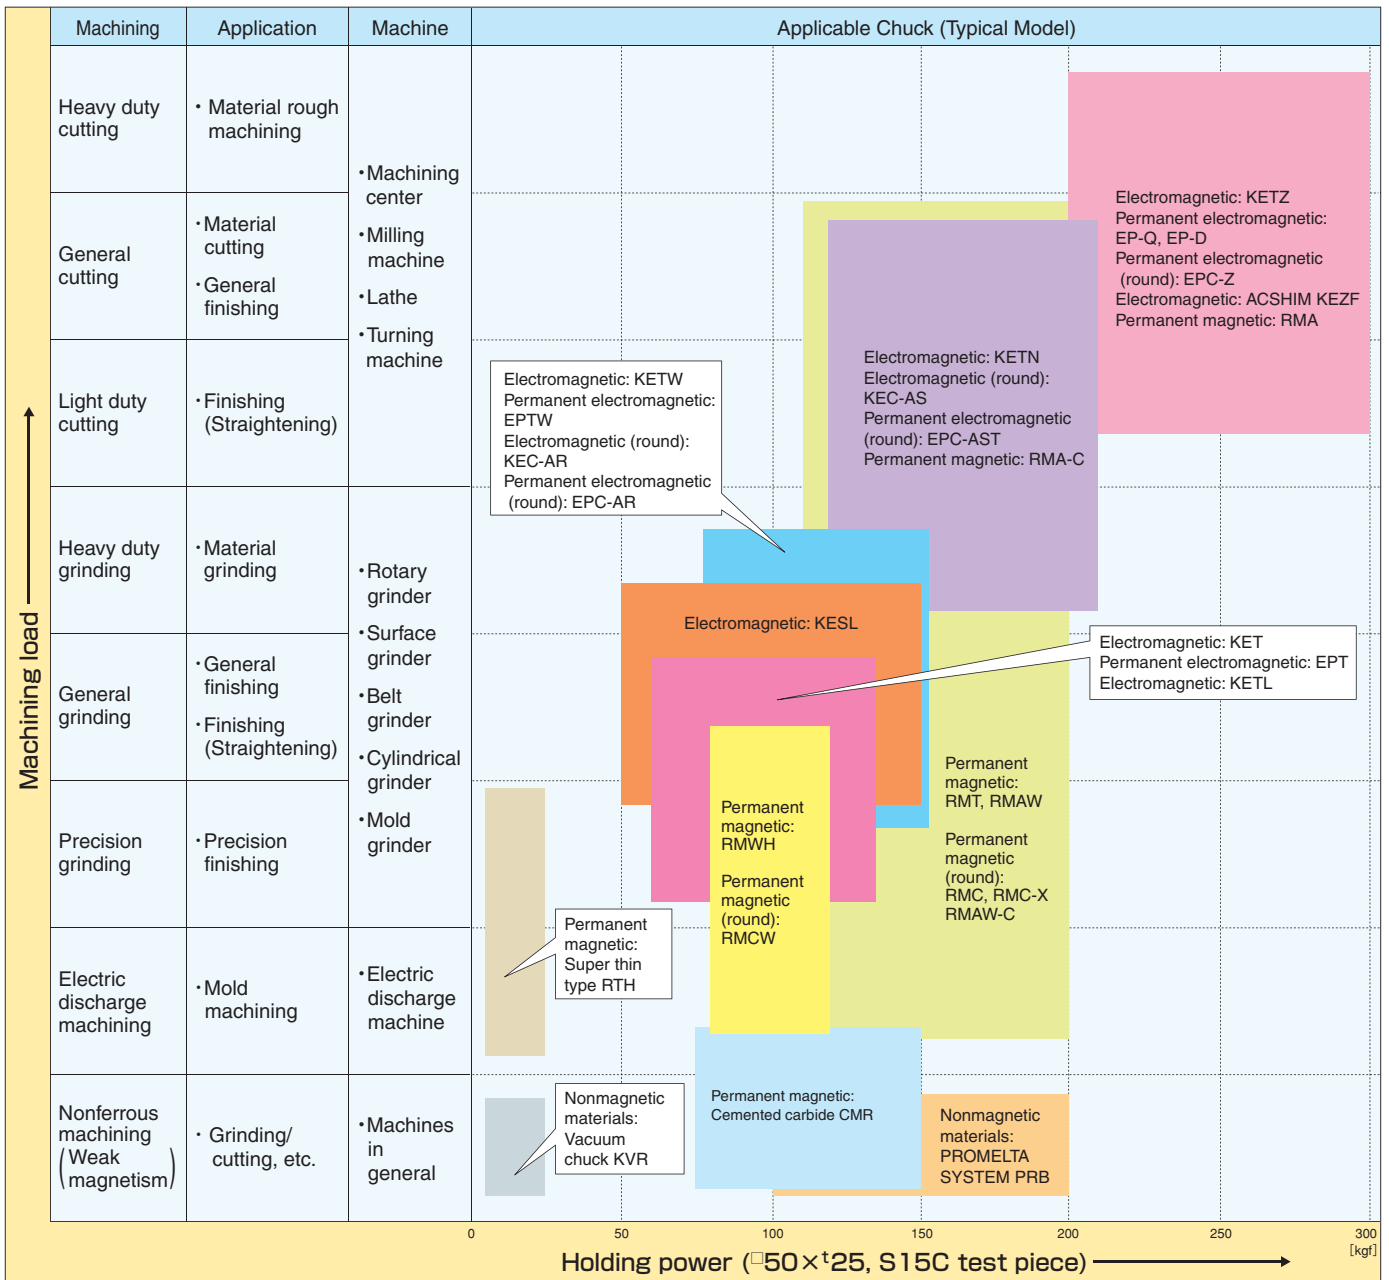 Machining
Application
Machine
Applicable Chuck (Typical Model)
Heavy duty
cutting
・Material rough
machining
・Machining
center
・Milling
machine
・Lathe
・Turning
machine
General
cutting
・Material
cutting
・General
finishing
Light duty
cutting
・Finishing
(Straightening)
Heavy duty
grinding
・Material
grinding
・Rotary
grinder
・Surface
grinder
・Belt
grinder
・Cylindrical
grinder
・Mold
grinder
General
grinding
・General
finishing
・Finishing
(Straightening)
Precision
grinding
・Precision
finishing
Electric
discharge
machining
・Mold
machining
・Electric
discharge
machine
Nonferrous
machining
(Weak
magnetism)
・Grinding/
cutting, etc.
・Machines
in
general
Electromagnetic: KETZ
Permanent electromagnetic:
EP-Q, EP-D
Permanent electromagnetic
(round): EPC-Z
Electromagnetic: ACSHIM KEZF
Permanent magnetic: RMA
Electromagnetic: KETN
Electromagnetic (round):
KEC-AS
Permanent electromagnetic
(round): EPC-AST
Permanent magnetic: RMA-C
Electromagnetic: KETW
Permanent electromagnetic:
EPTW
Electromagnetic (round):
KEC-AR
Permanent electromagnetic
(round): EPC-AR
Electromagnetic: KESL
Electromagnetic: KET
Permanent electromagnetic: EPT
Electromagnetic: KETL
Permanent
magnetic:
RMT, RMAW
Permanent
magnetic
(round):
RMC, RMC-X
RMAW-C
Permanent
magnetic:
RMWH
Permanent
magnetic
(round):
RMCW
Permanent
magnetic:
Super thin
type RTH
Nonmagnetic
materials:
Vacuum
chuck KVR
Permanent magnetic:
Cemented carbide CMR
Nonmagnetic
materials:
PROMELTA
SYSTEM PRB
Machining load
0
50
100
150
200
250
300
[kgf]
Holding power (□50×ᵗ25, S15C test piece)